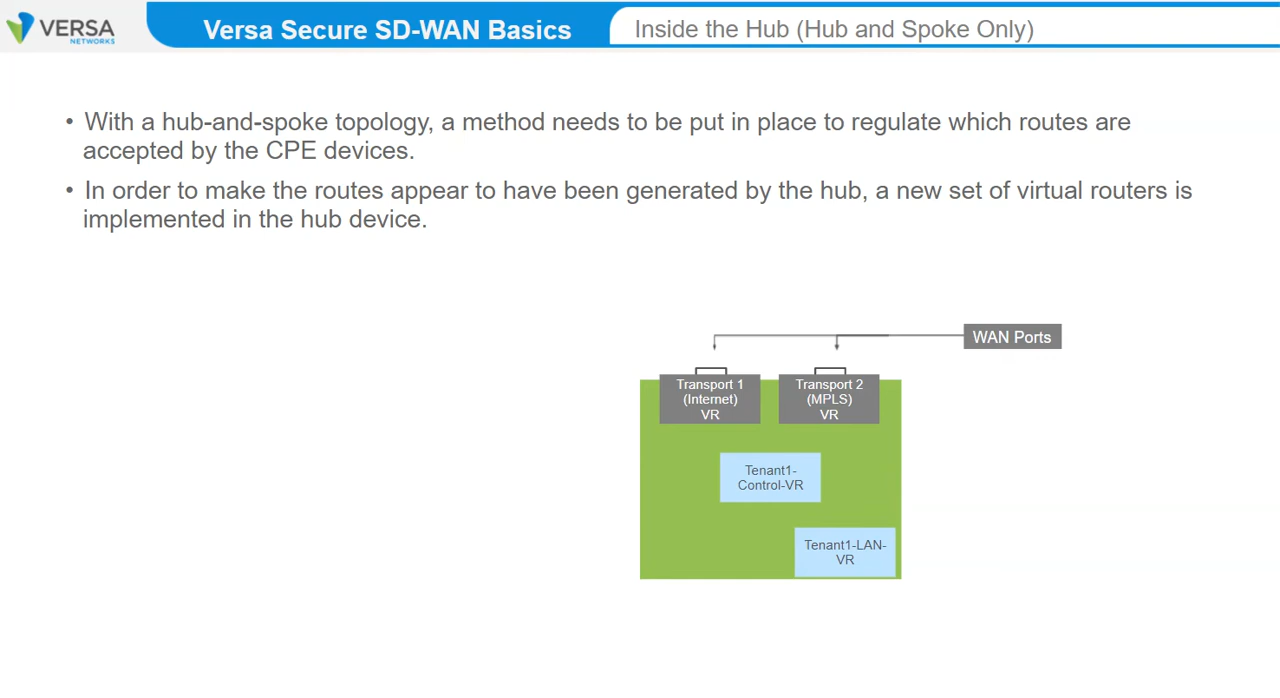 VERSA
NETWORKS
Versa Secure SD-WAN Basics
Inside the Hub (Hub and Spoke Only)
• With a hub-and-spoke topology, a method needs to be put in place to regulate which routes are
accepted by the CPE devices.
• In order to make the routes appear to have been generated by the hub, a new set of virtual routers is
implemented in the hub device.
WAN Ports
Transport 1
(Internet)
VR
Transport 2
(MPLS)
VR
Tenant1-
Control-VR
Tenant1-LAN-
VR